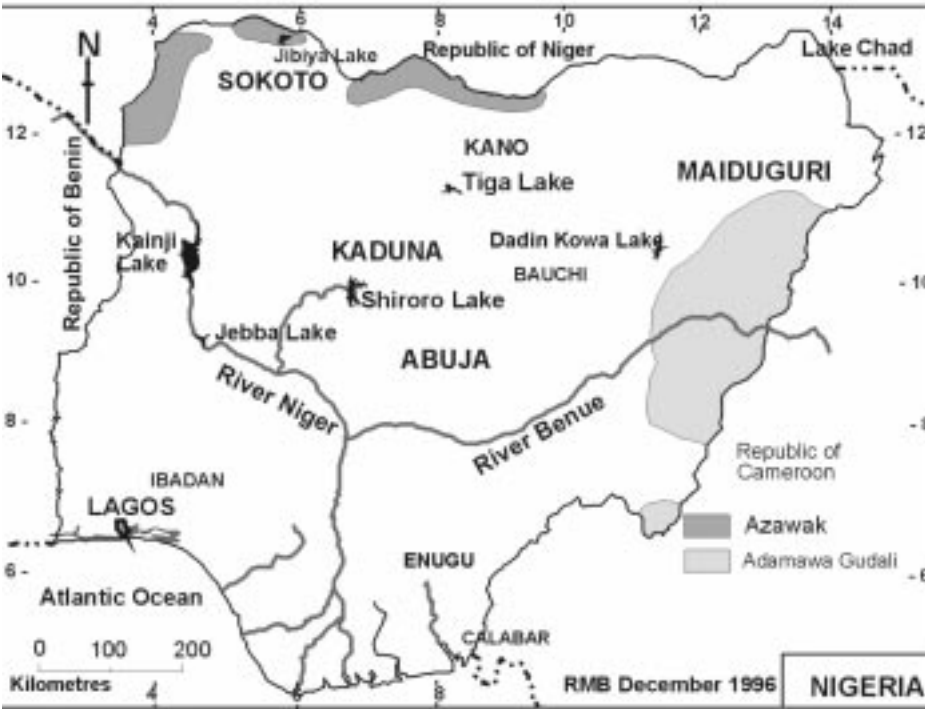 4 6 8 10 12 14
N
Jibiya Lake
Republic of Niger
Lake Chad
SOKOTO
12 -
- 12
KANO
MAIDUGURI
Tiga Lake
Republic of Benin
Kainji
Lake
KADUNA
Dadin Kowa Lake
BAUCHI
10 -
- 10
Shiroro Lake
Jebba Lake
ABUJA
River Niger
River Benue
8 -
- 8
Republic of
Cameroon
IBADAN
LAGOS
Azawak
Adamawa Gudali
ENUGU
6 -
- 6
Atlantic Ocean
CALABAR
0 100 200
Kilometres
4 6 8
RMB December 1996
NIGERIA